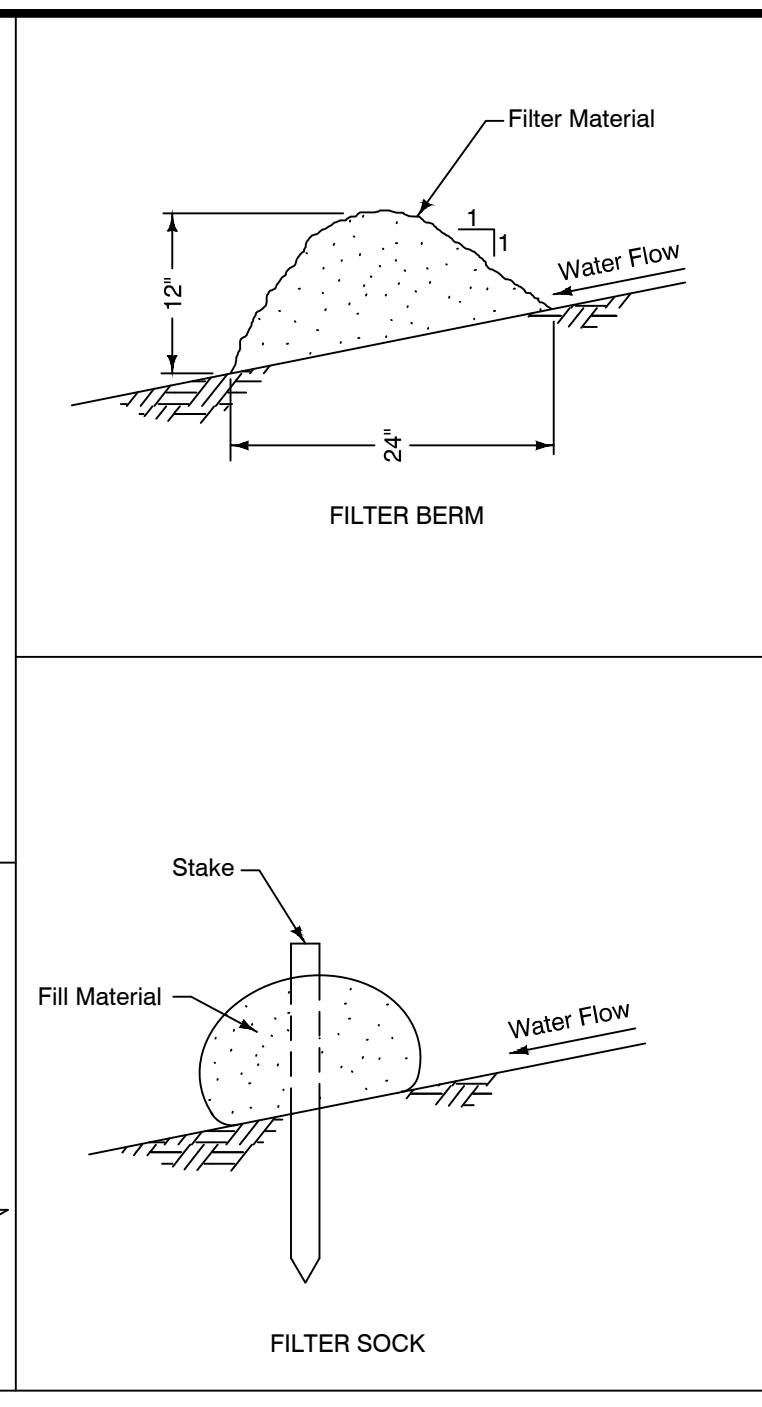 Filter Material
1
1
Water Flow
12"
24"
FILTER BERM
Stake
Fill Material
Water Flow
FILTER SOCK